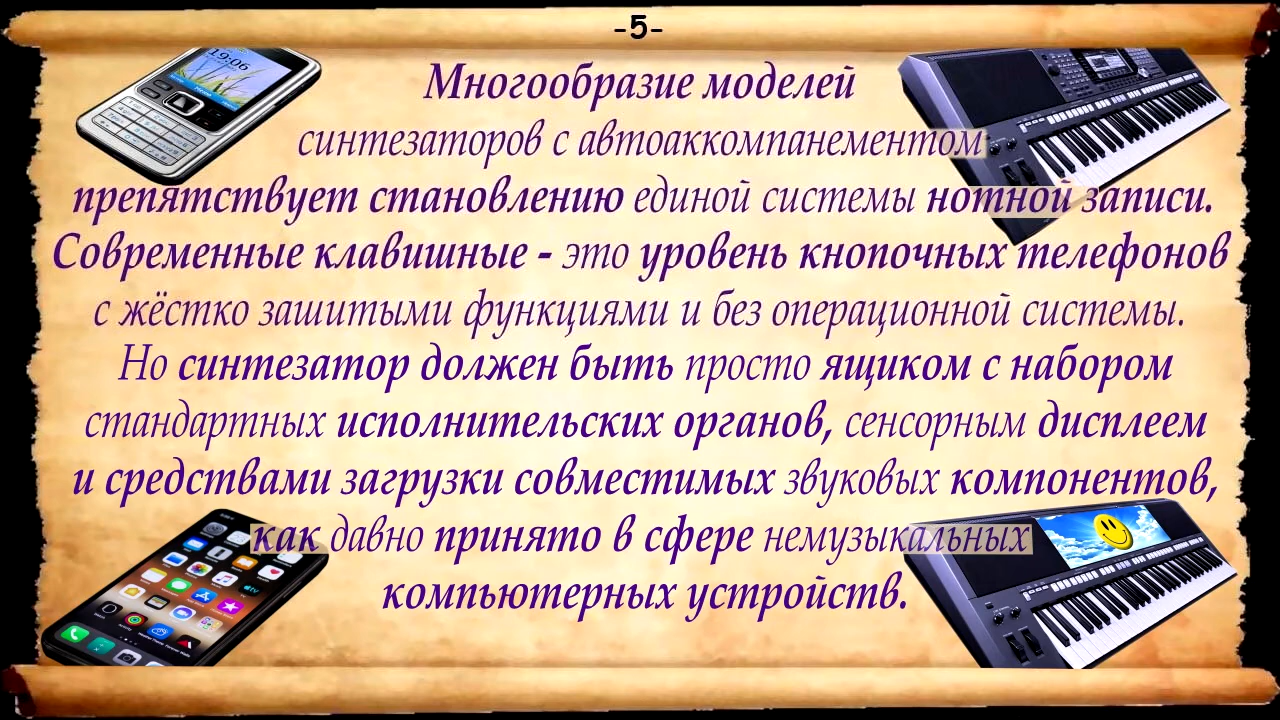 -5-
19:06
Многообразие моделей
синтезаторов с автоаккомпанементом
препятствует становлению единой системы нотной записи.
Современные клавишные - это уровень кнопочных телефонов
с жёстко зашитыми функциями и без операционной системы.
Но синтезатор должен быть просто ящиком с набором
стандартных исполнительских органов, сенсорным дисплеем
и средствами загрузки совместимых звуковых компонентов,
как давно принято в сфере немузыкальных
компьютерных устройств.